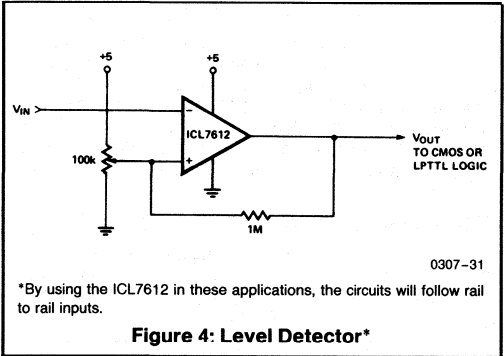 +5
+5
VIN
−
ICL7612
100k
+
VOUT
TO CMOS OR
LPTTL LOGIC
1M
0307–31
*By using the ICL7612 in these applications, the circuits will follow rail
to rail inputs.
Figure 4: Level Detector*